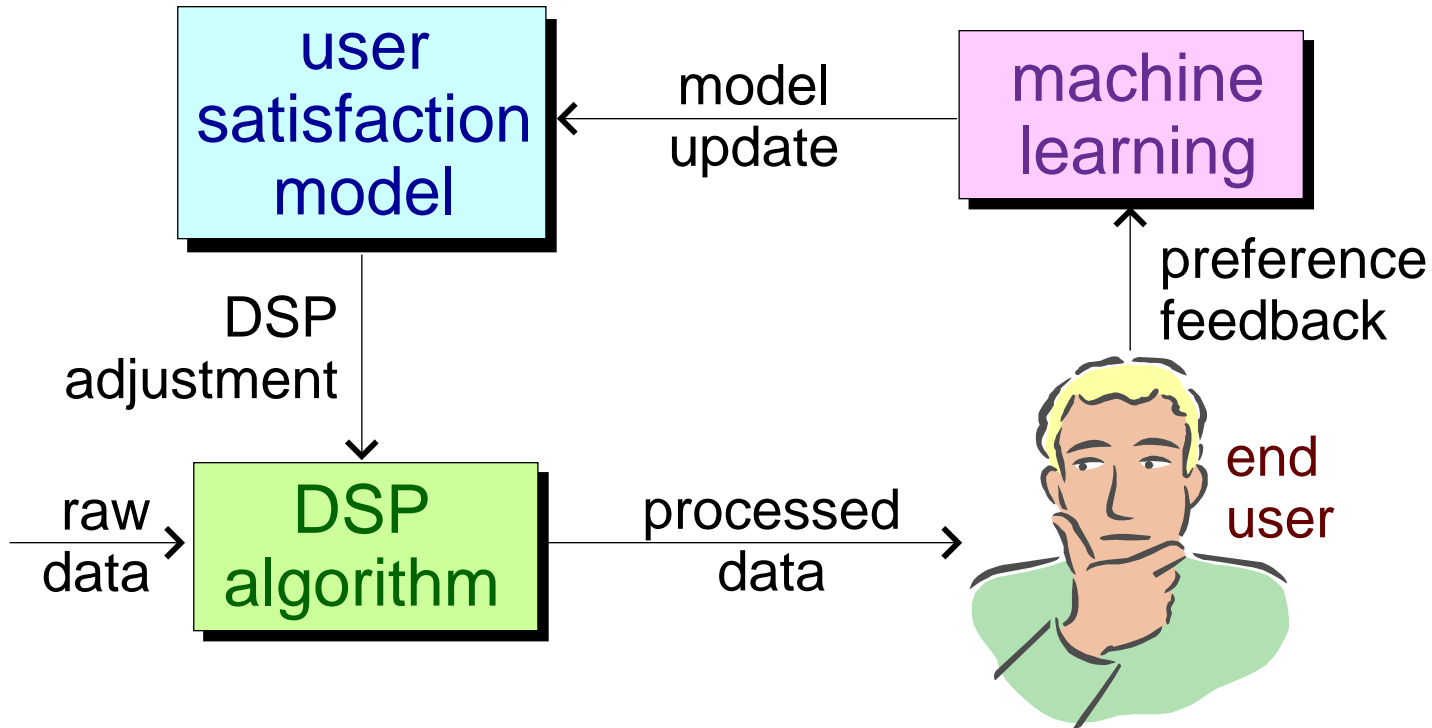 user
satisfaction
model
model
update
machine
learning
DSP
adjustment
preference
feedback
raw
data
DSP
algorithm
processed
data
end
user